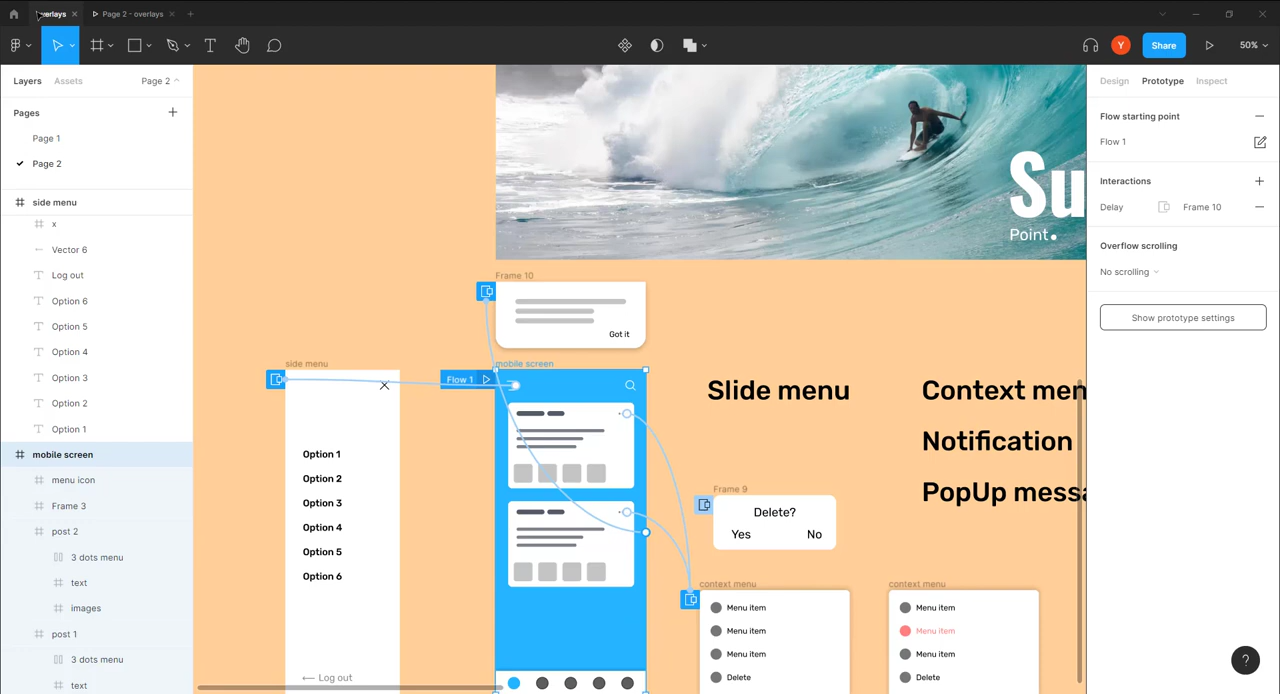 overlays
Page 2 - overlays
Y
Share
50%
Layers
Assets
Page 2
Pages
Page 1
Page 2
side menu
x
Vector 6
Log out
Option 6
Option 5
Option 4
Option 3
Option 2
Option 1
mobile screen
menu icon
Frame 3
post 2
3 dots menu
text
images
post 1
3 dots menu
text
Su
Point
Frame 10
Got it
side menu
Option 1
Option 2
Option 3
Option 4
Option 5
Option 6
Log out
Flow 1
mobile screen
Slide menu
Context men
Notification
PopUp messa
Frame 9
Delete?
Yes No
context menu
Menu item
Menu item
Menu item
Delete
context menu
Menu item
Menu item
Menu item
Delete
Design
Prototype
Inspect
Flow starting point
Flow 1
Interactions
Delay
Frame 10
Overflow scrolling
No scrolling
Show prototype settings
?